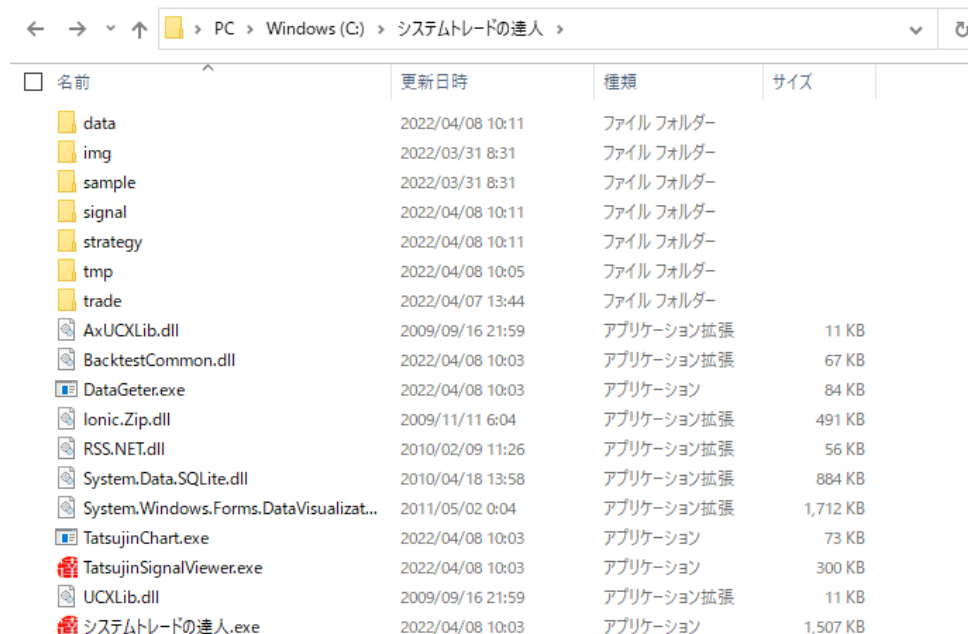 PC › Windows (C:) › システムトレードの達人 ›
名前 更新日時 種類 サイズ
data 2022/04/08 10:11 ファイル フォルダー
img 2022/03/31 8:31 ファイル フォルダー
sample 2022/03/31 8:31 ファイル フォルダー
signal 2022/04/08 10:11 ファイル フォルダー
strategy 2022/04/08 10:11 ファイル フォルダー
tmp 2022/04/08 10:05 ファイル フォルダー
trade 2022/04/07 13:44 ファイル フォルダー
AxUCXLib.dll 2009/09/16 21:59 アプリケーション拡張 11 KB
BacktestCommon.dll 2022/04/08 10:03 アプリケーション拡張 67 KB
DataGeter.exe 2022/04/08 10:03 アプリケーション 84 KB
Ionic.Zip.dll 2009/11/11 6:04 アプリケーション拡張 491 KB
RSS.NET.dll 2010/02/09 11:26 アプリケーション拡張 56 KB
System.Data.SQLite.dll 2010/04/18 13:58 アプリケーション拡張 884 KB
System.Windows.Forms.DataVisualizat... 2011/05/02 0:04 アプリケーション拡張 1,712 KB
TatsujinChart.exe 2022/04/08 10:03 アプリケーション 73 KB
TatsujinSignalViewer.exe 2022/04/08 10:03 アプリケーション 300 KB
UCXLib.dll 2009/09/16 21:59 アプリケーション拡張 11 KB
システムトレードの達人.exe 2022/04/08 10:03 アプリケーション 1,507 KB